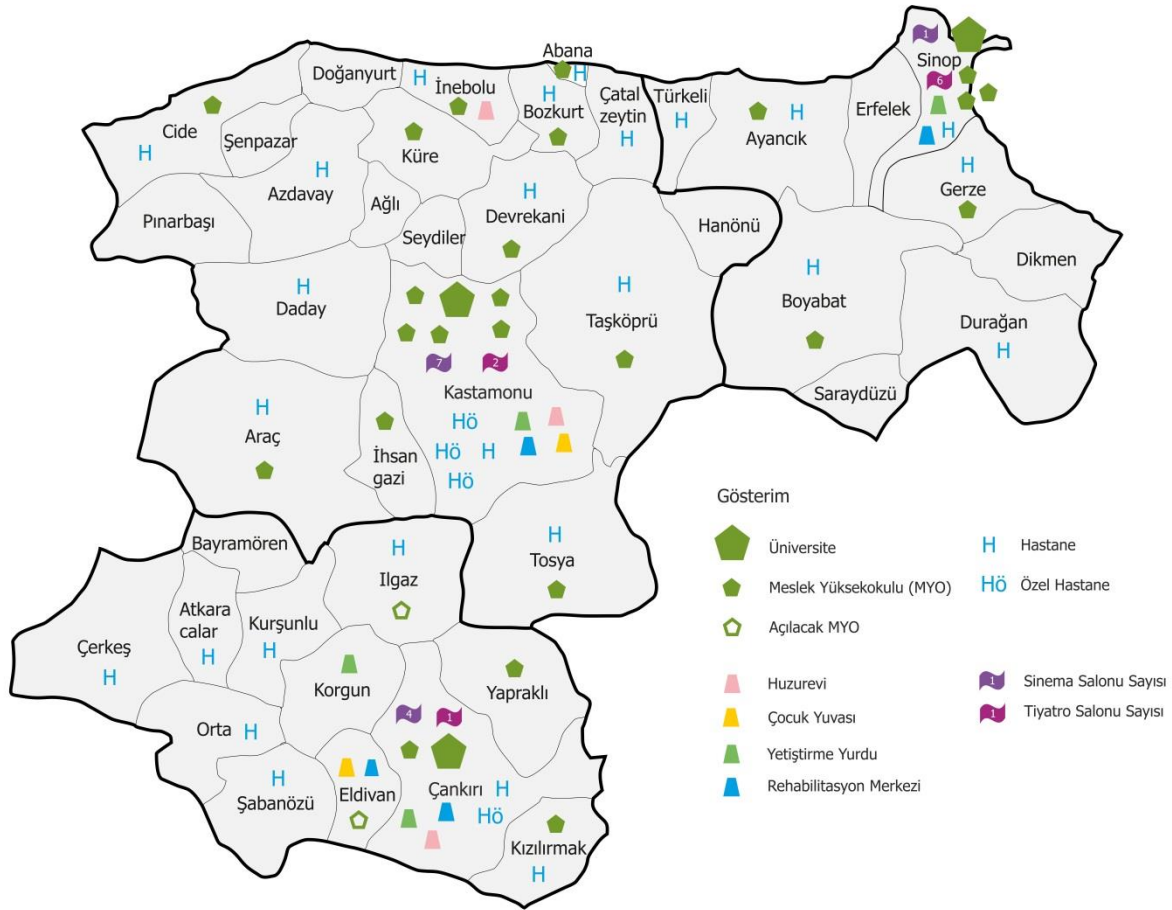 Abana
H
Doğanyurt
H
İnebolu
H
Bozkurt
Çatal
zeytin
H
Türkeli
H
Ayancık
H
Erfelek
1
Sinop
6
H
Cide
H
Şenpazar
Küre
Azdavay
H
Ağlı
Pınarbaşı
Seydiler
H
Devrekani
Hanönü
H
Gerze
Dikmen
H
Daday
H
Taşköprü
H
Boyabat
Durağan
H
Saraydüzü
7
2
Kastamonu
Hö
Hö
H
Hö
H
Araç
İhsan
gazi
H
Tosya
Bayramören
H
Ilgaz
Atkara
calar
H
Kurşunlu
H
Çerkeş
H
Korgun
Yapraklı
Orta
H
H
Şabanözü
Eldivan
4
1
Çankırı
H
Hö
Kızılırmak
H
Gösterim
Üniversite
Meslek Yüksekokulu (MYO)
Açılacak MYO
H
Hastane
Hö
Özel Hastane
Huzurevi
Çocuk Yuvası
Yetiştirme Yurdu
Rehabilitasyon Merkezi
1
Sinema Salonu Sayısı
1
Tiyatro Salonu Sayısı